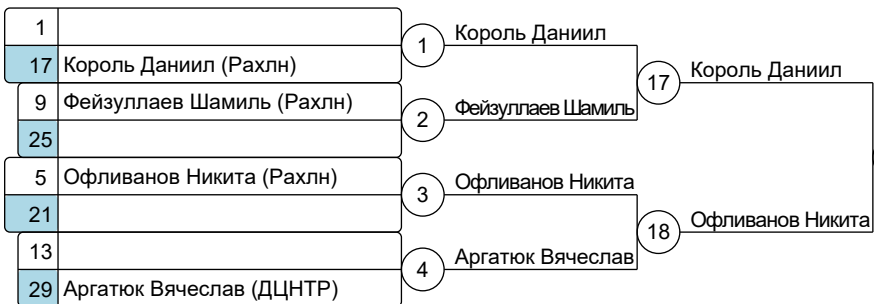 1
17 Король Даниил (Рахлн)
9 Фейзуллаев Шамиль (Рахлн)
25
5 Офливанов Никита (Рахлн)
21
13
29 Аргатюк Вячеслав (ДЦНТР)
1 Король Даниил
2 Фейзуллаев Шамиль
3 Офливанов Никита
4 Аргатюк Вячеслав
17 Король Даниил
18 Офливанов Никита